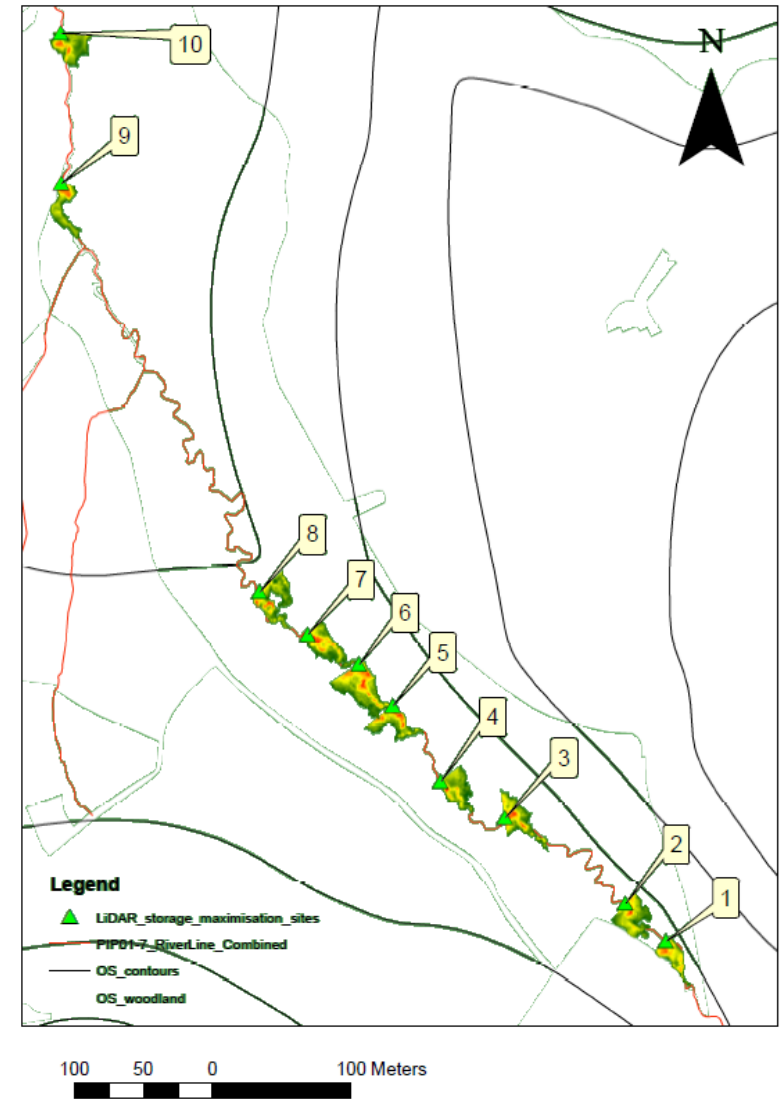 10
N
9
8
7
6
5
4
3
2
1
Legend
LiDAR_storage_maximisation_sites
PIP01-7_RiverLine_Combined
OS_contours
OS_woodland
100 50 0 100 Meters